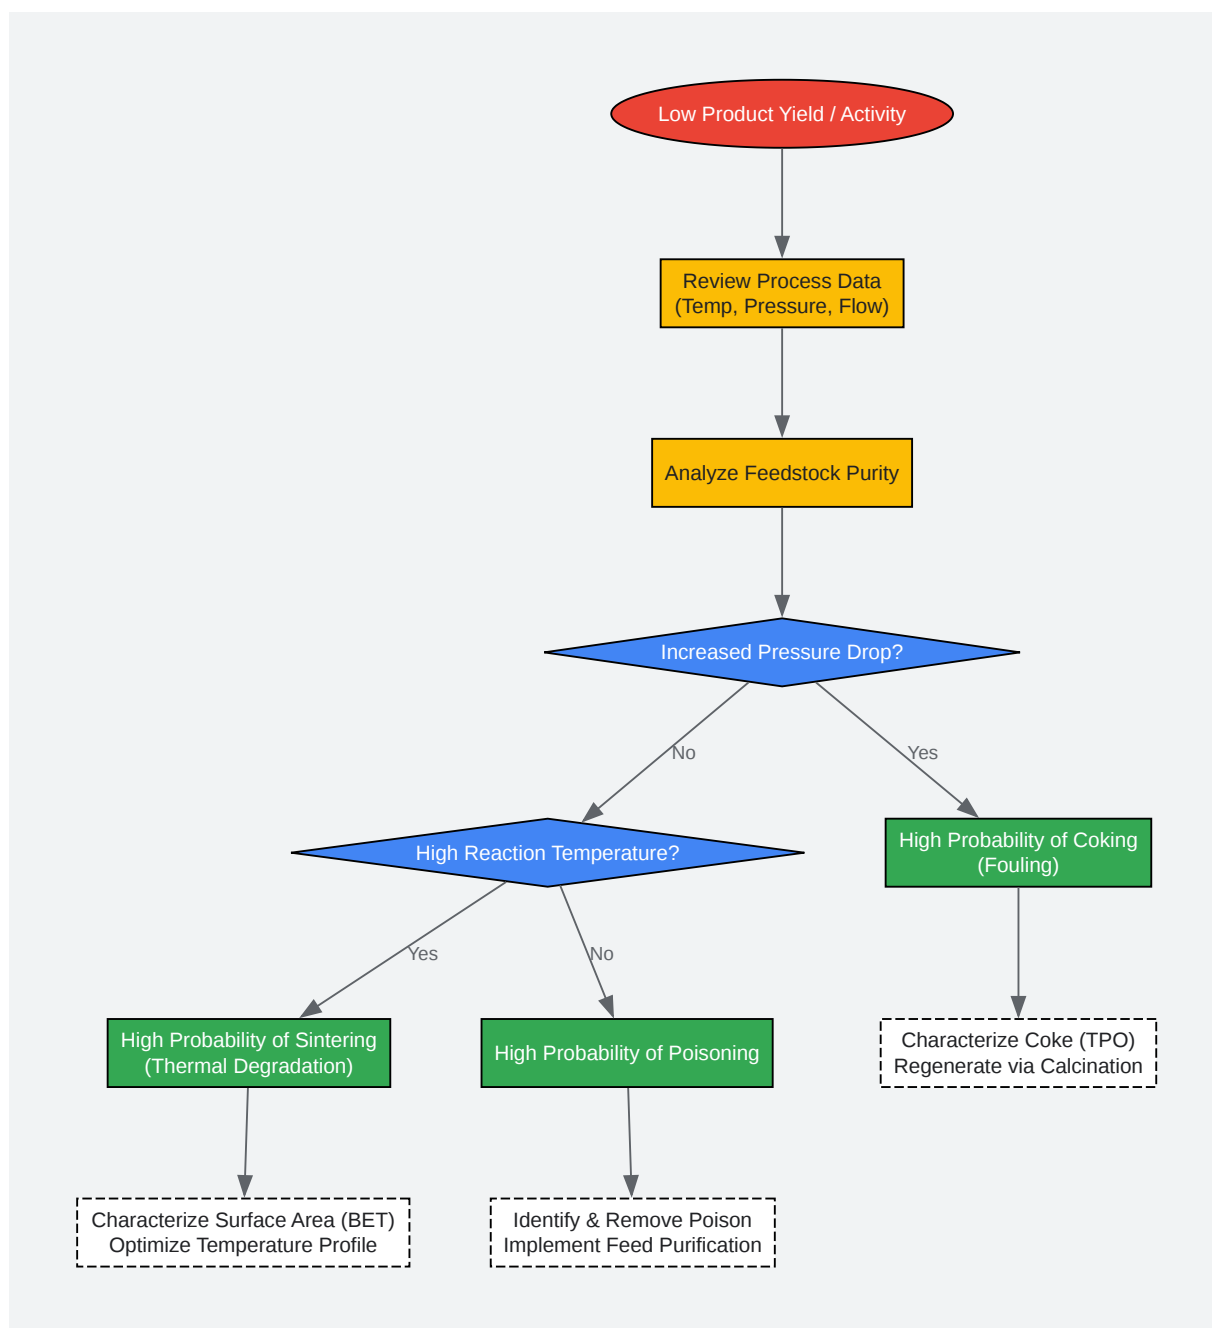 Low Product Yield / Activity
Review Process Data
(Temp, Pressure, Flow)
Analyze Feedstock Purity
Increased Pressure Drop?
No
Yes
High Reaction Temperature?
High Probability of Coking
(Fouling)
Yes
No
High Probability of Sintering
(Thermal Degradation)
High Probability of Poisoning
Characterize Coke (TPO)
Regenerate via Calcination
Characterize Surface Area (BET)
Optimize Temperature Profile
Identify & Remove Poison
Implement Feed Purification